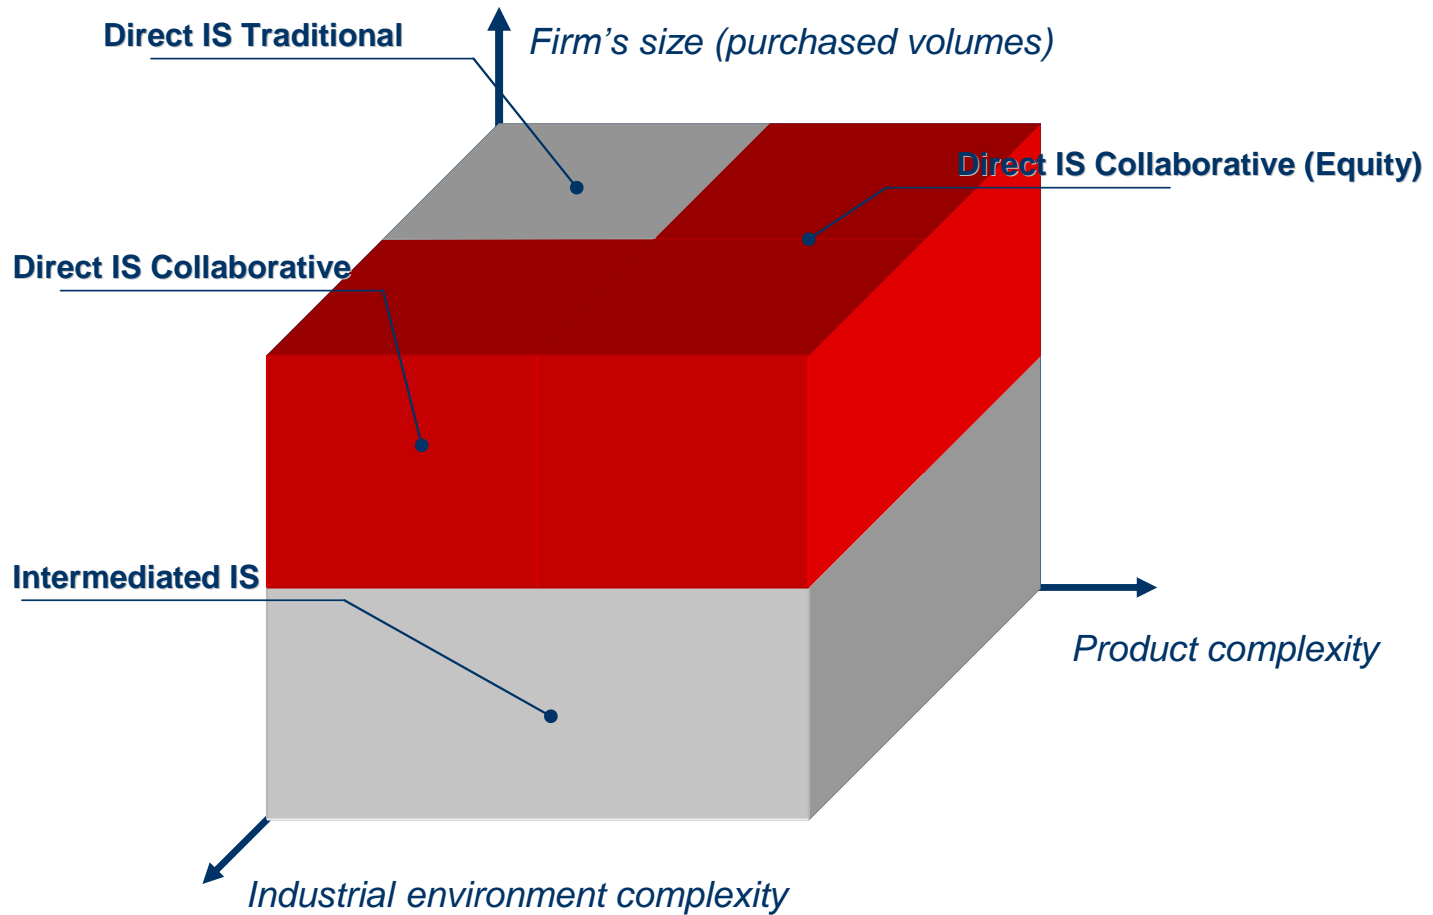 Direct IS Traditional
Firm’s size (purchased volumes)
Direct IS Collaborative (Equity)
Direct IS Collaborative
Intermediated IS
Product complexity
Industrial environment complexity